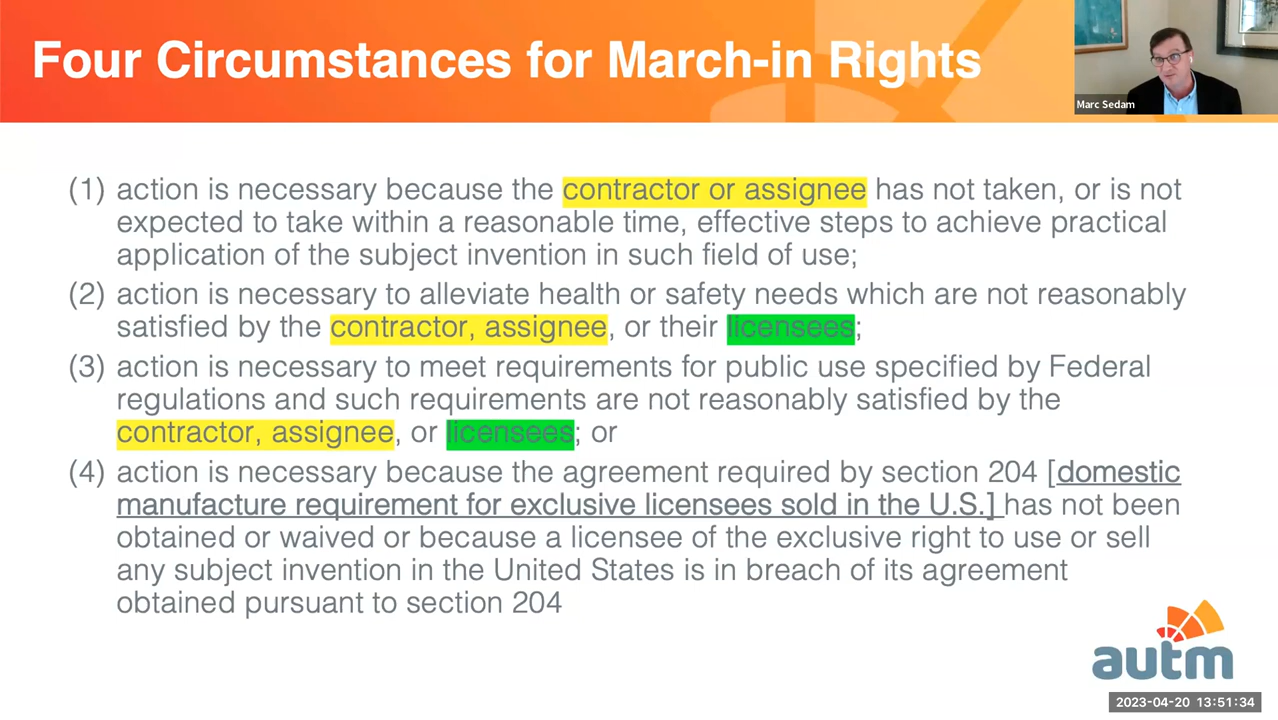 Four Circumstances for March-in Rights
Marc Sedam
(1) action is necessary because the contractor or assignee has not taken, or is not
expected to take within a reasonable time, effective steps to achieve practical
application of the subject invention in such field of use;
(2) action is necessary to alleviate health or safety needs which are not reasonably
satisfied by the contractor, assignee, or their licensees;
(3) action is necessary to meet requirements for public use specified by Federal
regulations and such requirements are not reasonably satisfied by the
contractor, assignee, or licensees; or
(4) action is necessary because the agreement required by section 204 [domestic
manufacture requirement for exclusive licensees sold in the U.S.] has not been
obtained or waived or because a licensee of the exclusive right to use or sell
any subject invention in the United States is in breach of its agreement
obtained pursuant to section 204
autm
2023-04-20 13:51:34